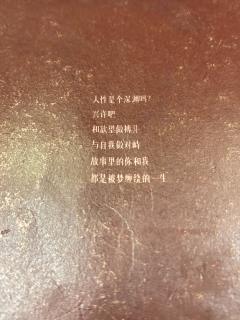 人性是个深渊吗？
兴许吧
和欲望做搏斗
与自我做对峙
故事里的你和我
都是被梦缠绕的一生